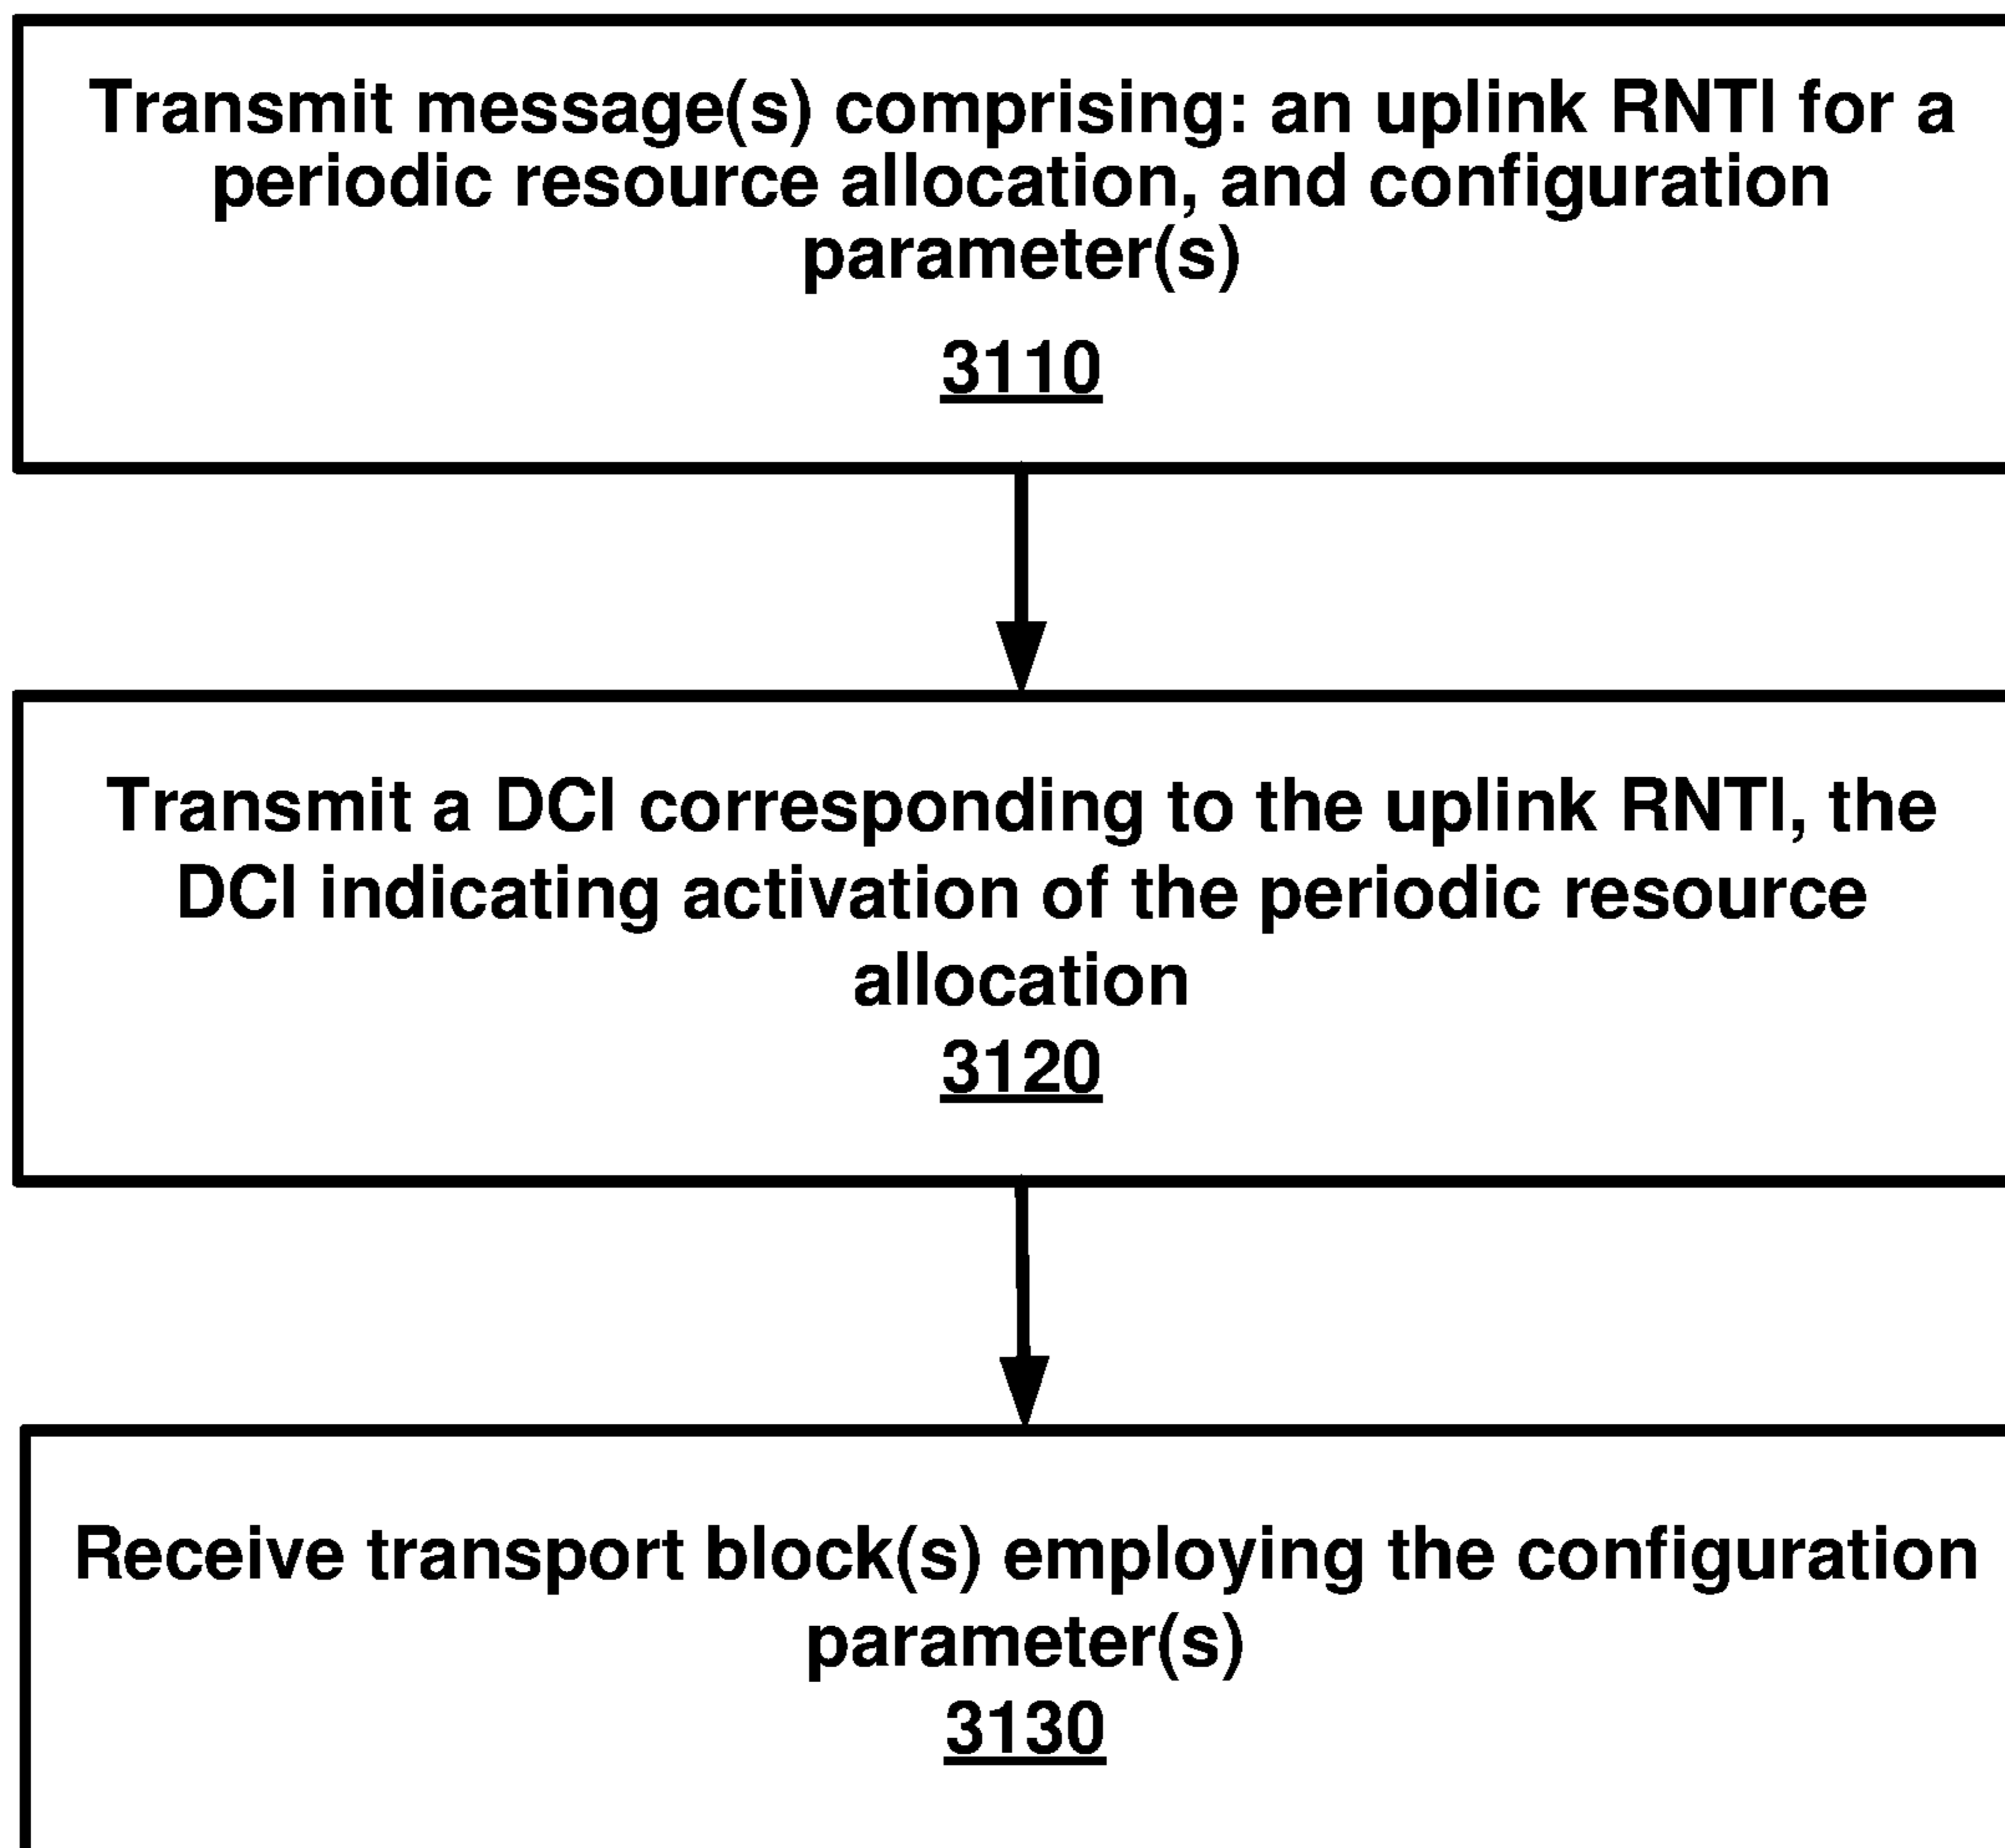 Transmit message(s) comprising: an uplink RNTI for a
periodic resource allocation, and configuration
parameter(s)
3110
Transmit a DCI corresponding to the uplink RNTI, the
DCI indicating activation of the periodic resource
allocation
3120
Receive transport block(s) employing the configuration
parameter(s)
3130